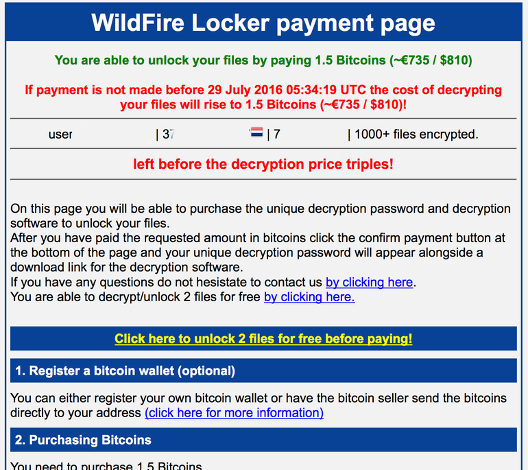 WildFire Locker payment page
You are able to unlock your files by paying 1.5 Bitcoins (~€735 / $810)
If payment is not made before 29 July 2016 05:34:19 UTC the cost of decrypting
your files will rise to 1.5 Bitcoins (~€735 / $810)!
user | 37 | 7 | 1000+ files encrypted.
left before the decryption price triples!
On this page you will be able to purchase the unique decryption password and decryption
software to unlock your files.
After you have paid the requested amount in bitcoins click the confirm payment button at
the bottom of the page and your unique decryption password will appear alongside a
download link for the decryption software.
If you have any questions do not hesistate to contact us by clicking here.
You are able to decrypt/unlock 2 files for free by clicking here.
Click here to unlock 2 files for free before paying!
1. Register a bitcoin wallet (optional)
You can either register your own bitcoin wallet or have the bitcoin seller send the bitcoins
directly to your address (click here for more information)
2. Purchasing Bitcoins
You need to purchase 1.5 Bitcoins